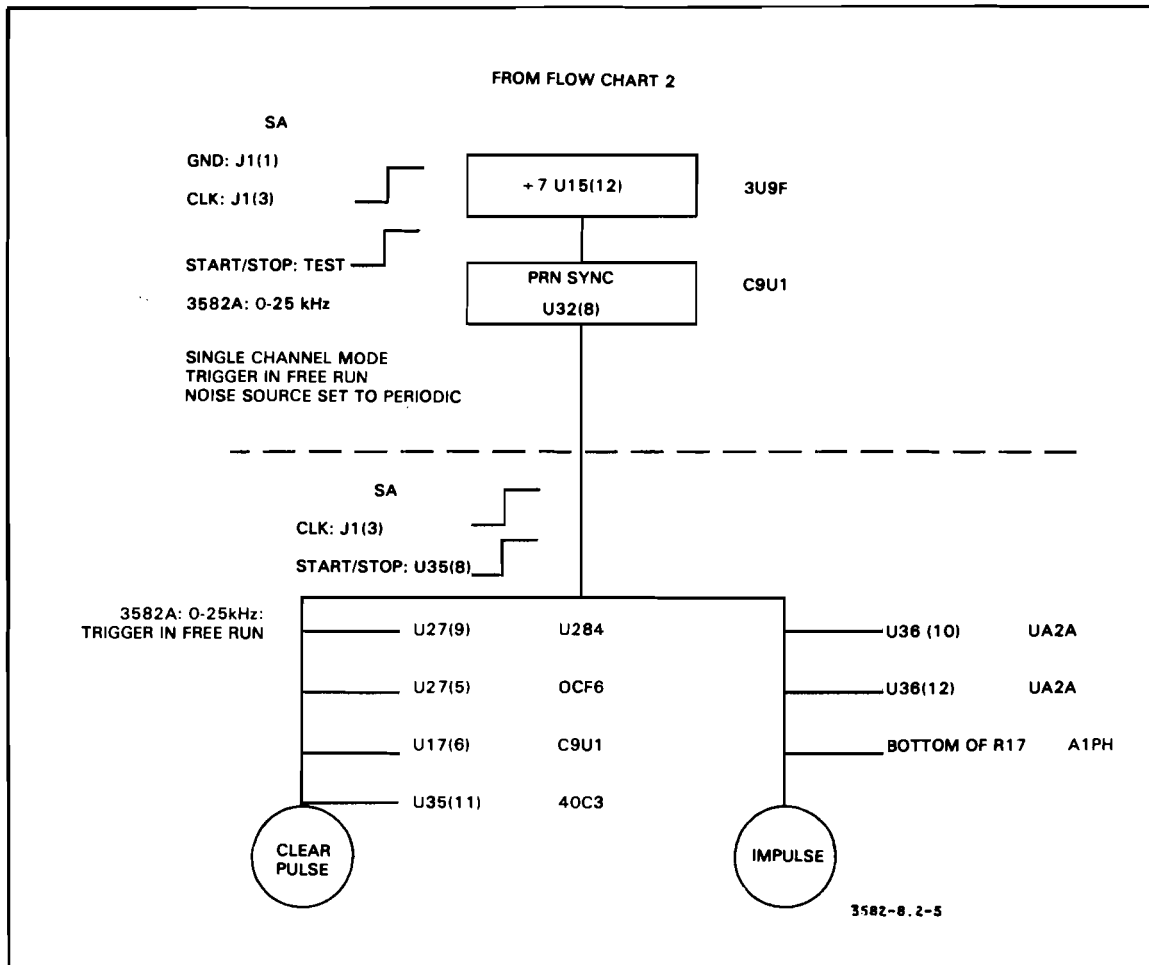 FROM FLOW CHART 2
SA
GND: J1(1)
CLK: J1(3)
START/STOP: TEST
3582A: 0-25 kHz
SINGLE CHANNEL MODE
TRIGGER IN FREE RUN
NOISE SOURCE SET TO PERIODIC
÷7 U15(12) 3U9F
PRN SYNC
U32(8)
C9U1
SA
CLK: J1(3)
START/STOP: U35(8)
3582A: 0-25kHz:
TRIGGER IN FREE RUN
U27(9) U284
U27(5) 0CF6
U17(6) C9U1
U35(11) 40C3
CLEAR
PULSE
U36 (10) UA2A
U36(12) UA2A
BOTTOM OF R17 A1PH
IMPULSE
3582-8.2-5